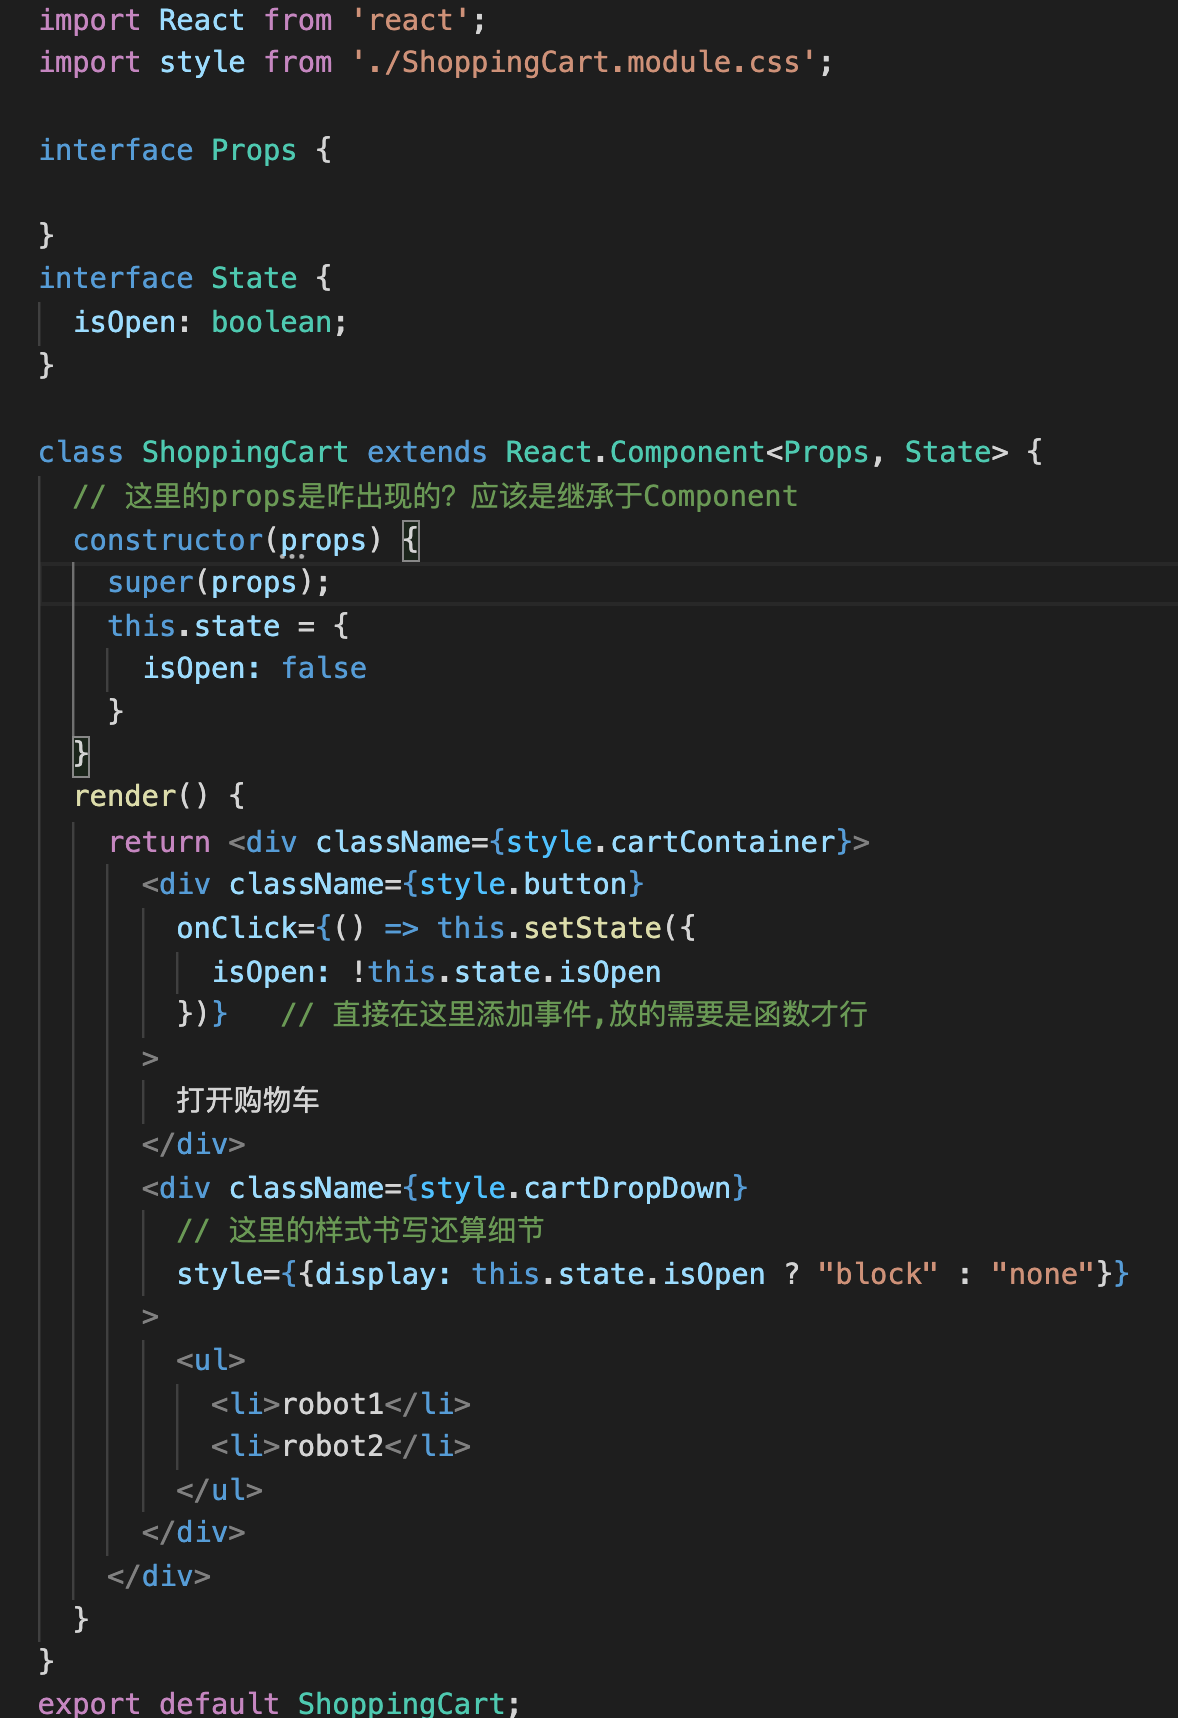 import React from 'react';
import style from './ShoppingCart.module.css';
interface Props {
}
interface State {
isOpen: boolean;
}
class ShoppingCart extends React.Component<Props, State> {
// 这里的props是咋出现的？应该是继承于Component
constructor(props) {
super(props);
this.state = {
isOpen: false
}
}
render() {
return <div className={style.cartContainer}>
<div className={style.button}
onClick={() => this.setState({
isOpen: !this.state.isOpen
})} // 直接在这里添加事件,放的需要是函数才行
>
打开购物车
</div>
<div className={style.cartDropDown}
// 这里的样式书写还算细节
style={{display: this.state.isOpen ? "block" : "none"}}
>
<ul>
<li>robot1</li>
<li>robot2</li>
</ul>
</div>
</div>
}
}
export default ShoppingCart;